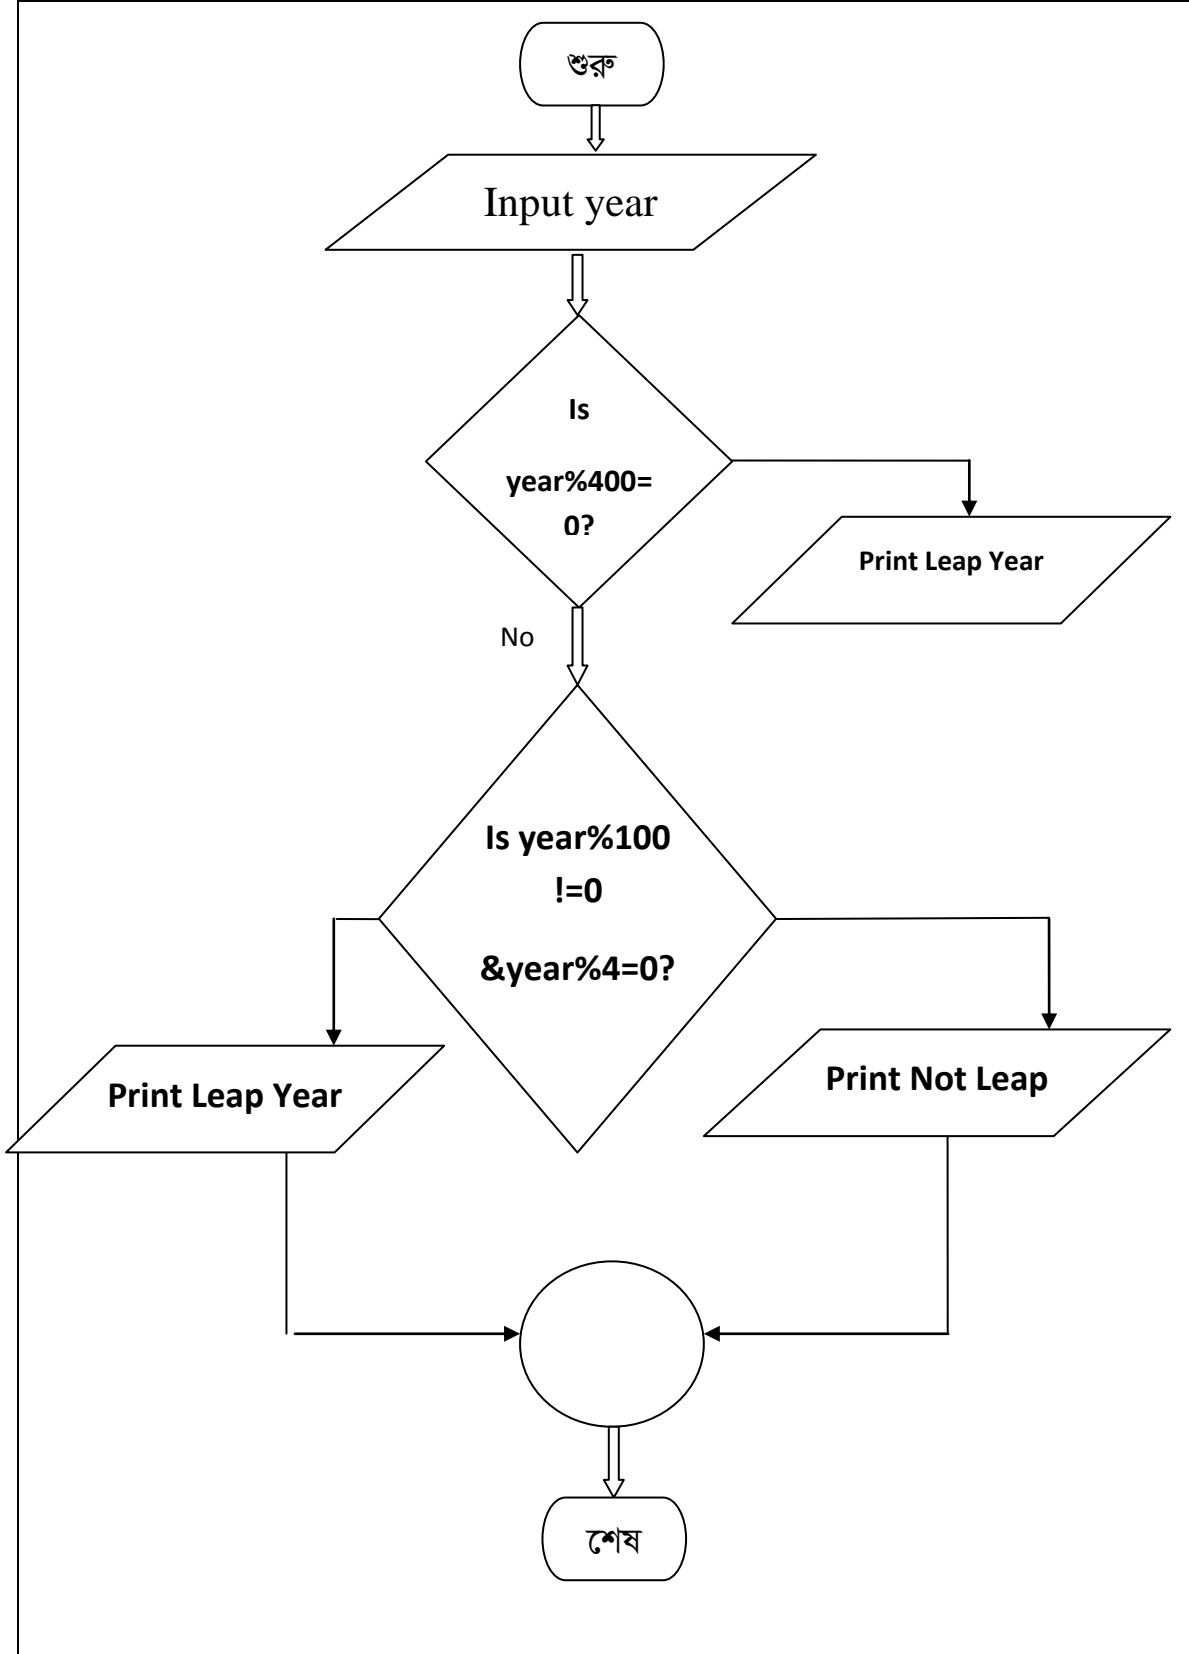 শুরু
Input year
Is
year%400=
0?
Print Leap Year
No
Is year%100
!=0
&year%4=0?
Print Leap Year
Print Not Leap
শেষ